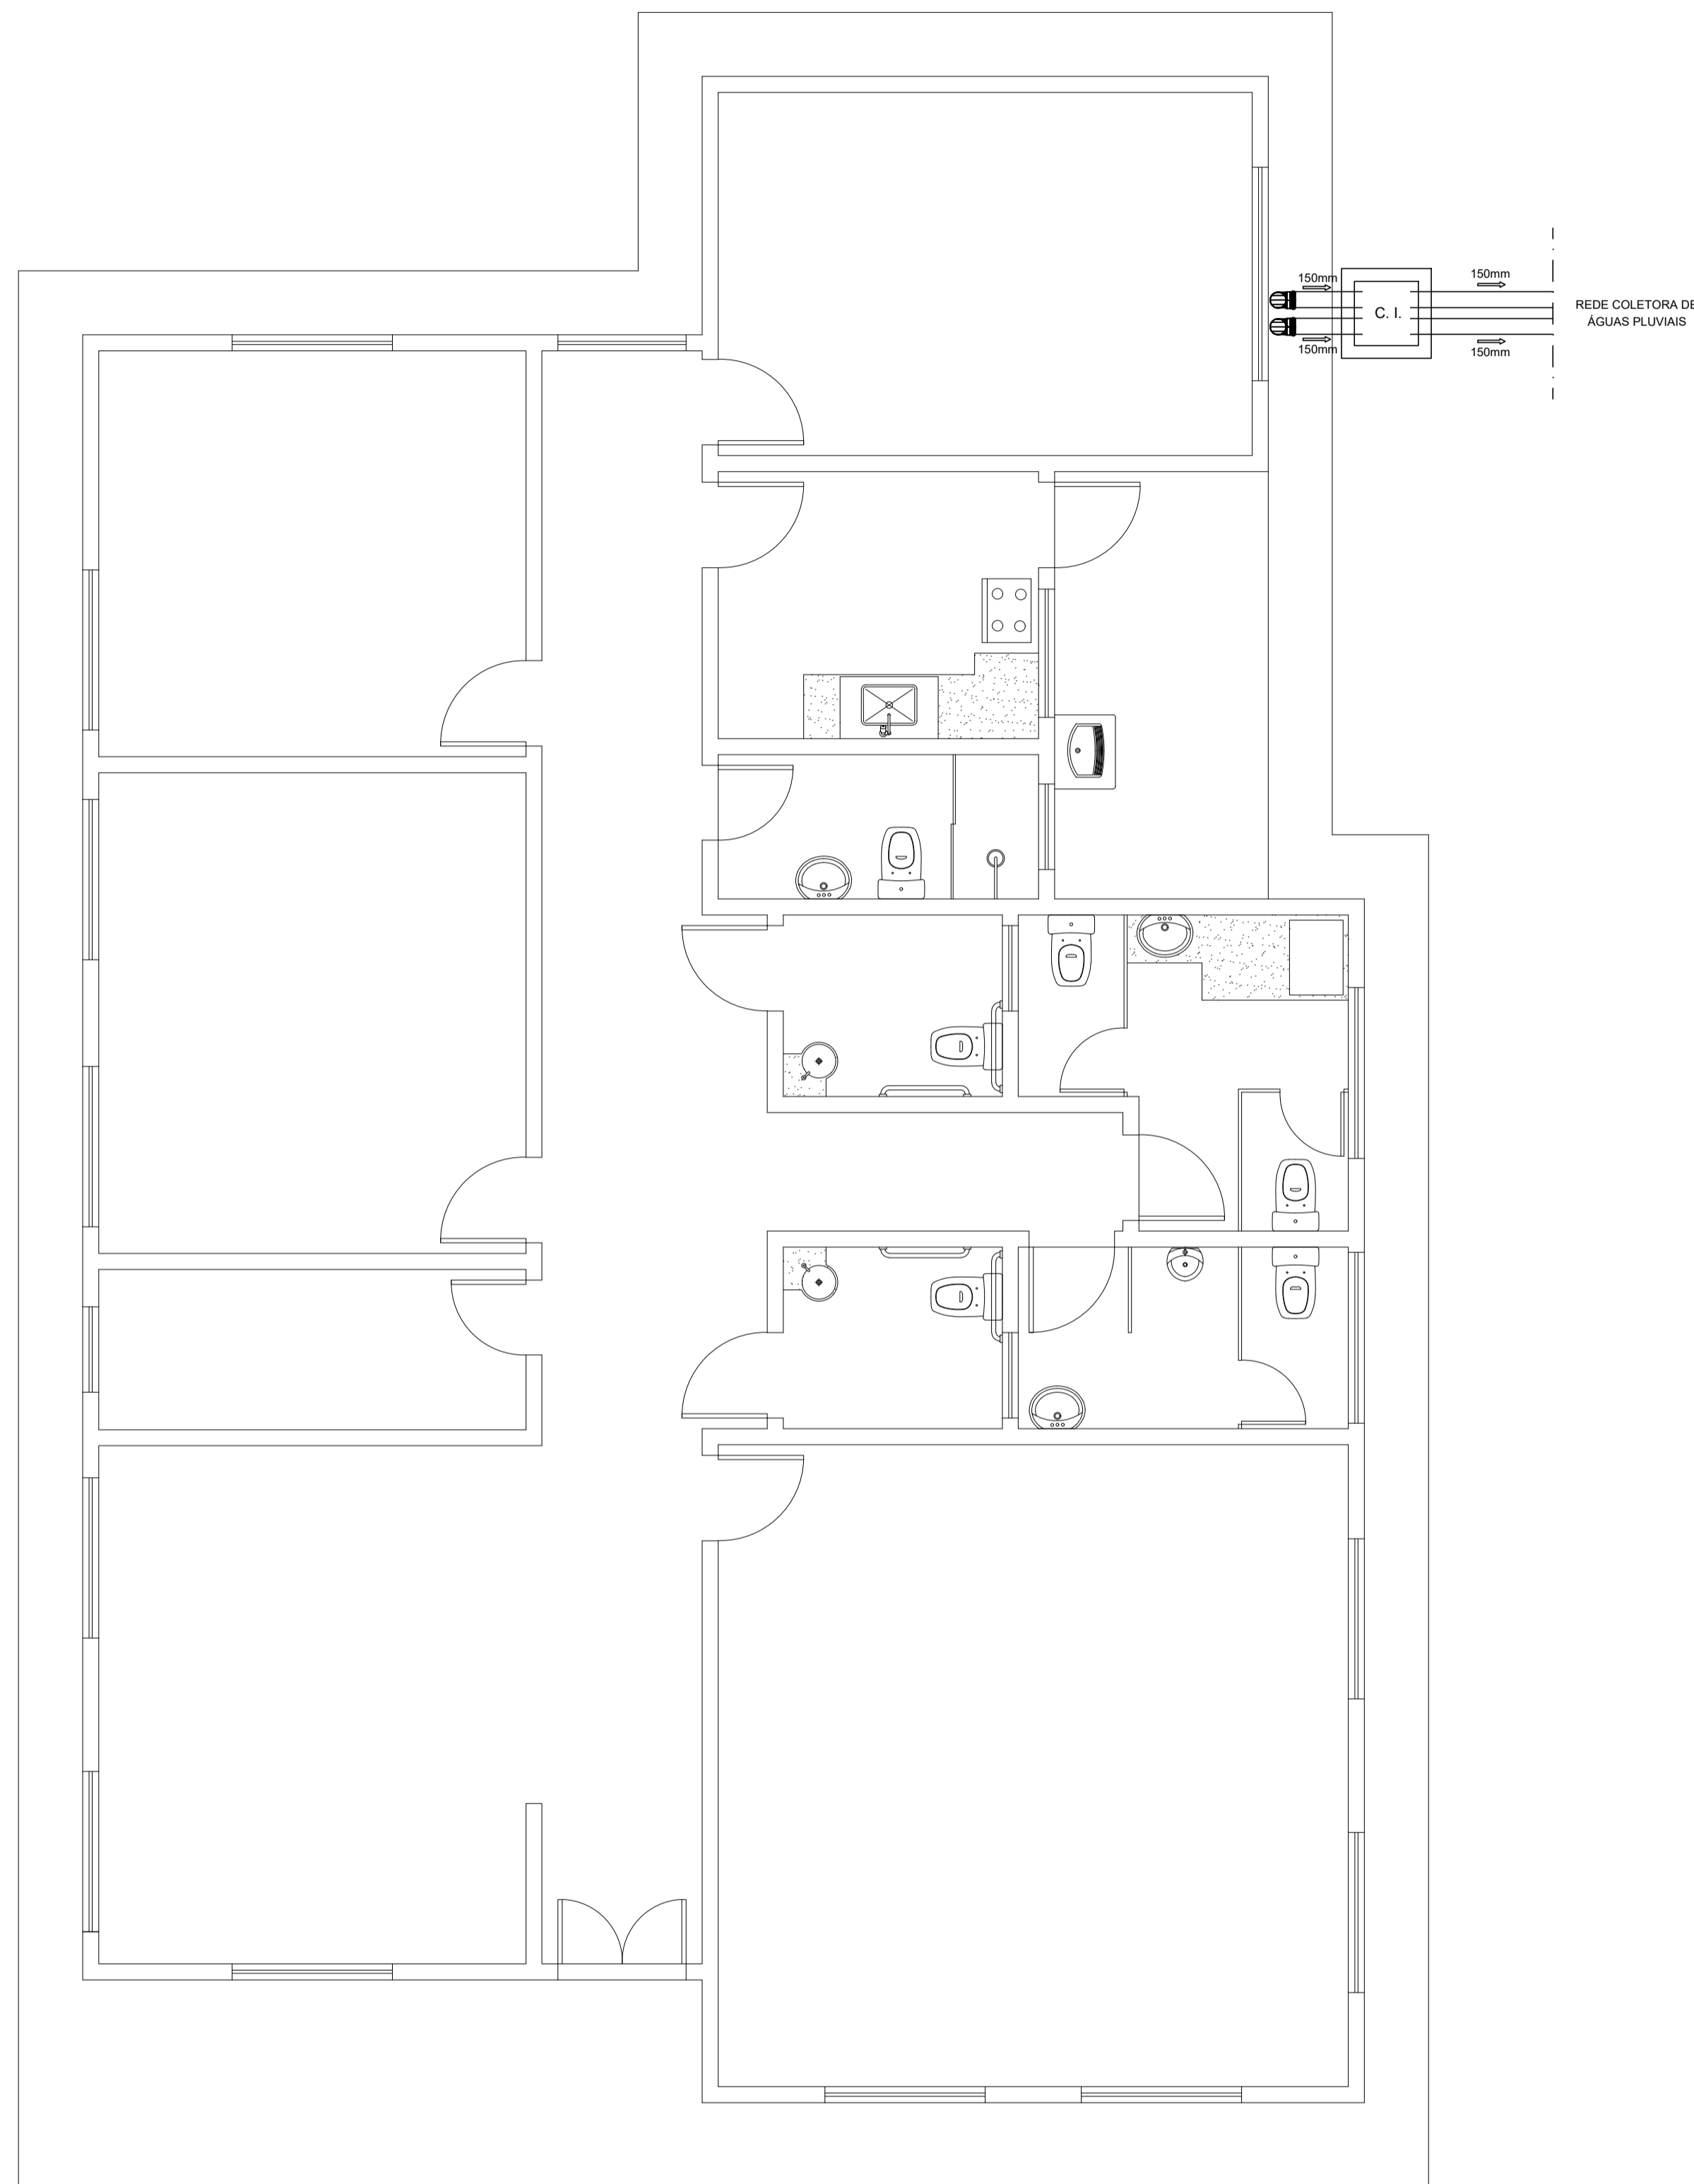 150mm
150mm
C. I.
REDE COLETORA DE
ÁGUAS PLUVIAIS
150mm
150mm